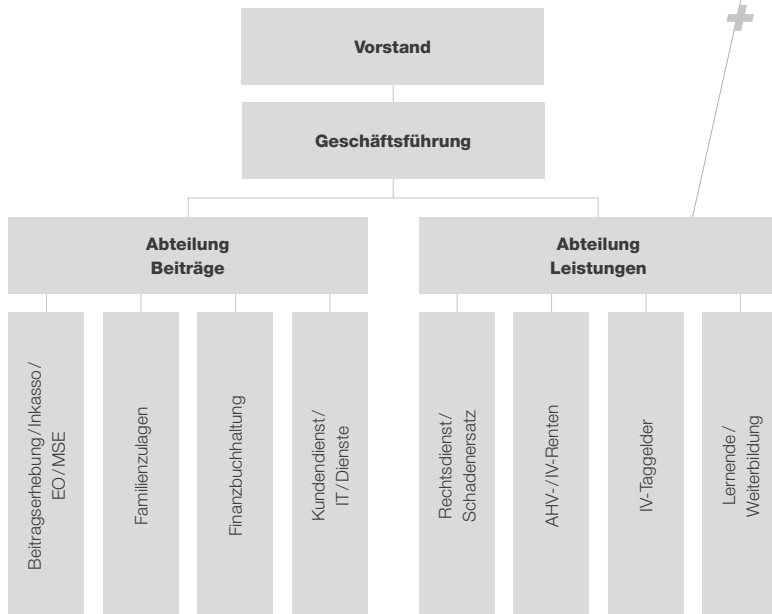 Vorstand
Geschäftsführung
Abteilung
Beiträge
Abteilung
Leistungen
Beitragserhebung / Inkasso /
EO / MSE
Familienzulagen
Finanzbuchhaltung
Kundendienst /
IT / Dienste
Rechtsdienst /
Schadenersatz
AHV- / IV-Renten
IV-Taggelder
Lernende /
Weiterbildung